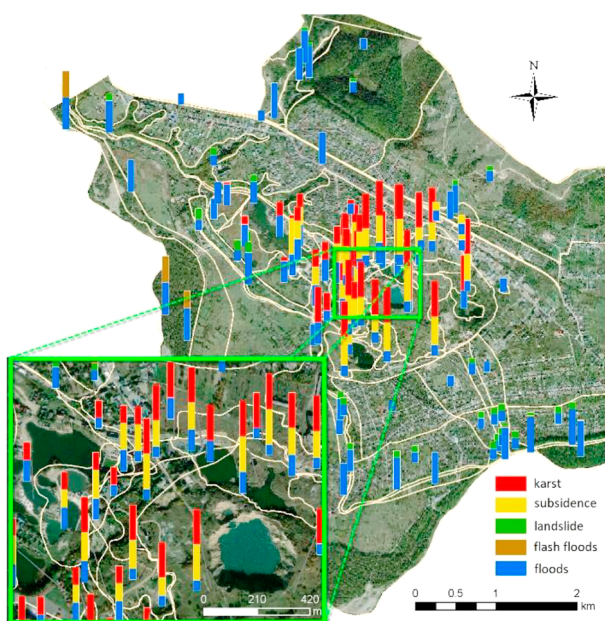 N
karst
subsidence
landslide
flash floods
floods
0 210 420
m
0 0.5 1 2
km